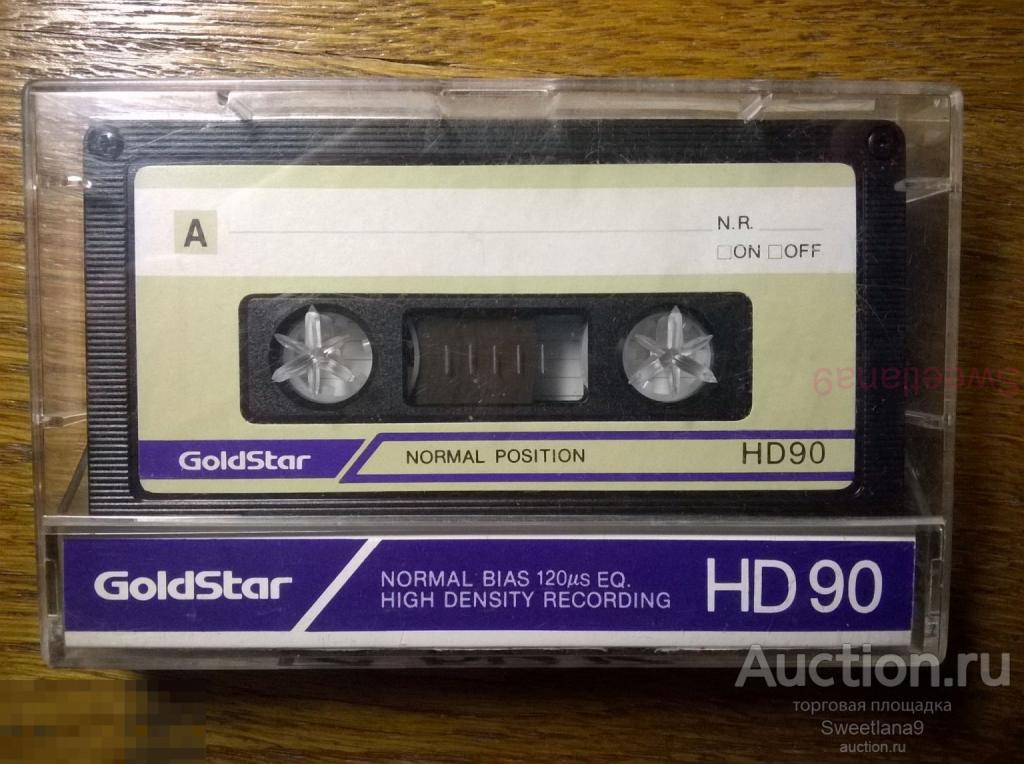 A
N.R.
□ON □OFF
GoldStar
NORMAL POSITION
HD90
Sweetlana9
GoldStar
NORMAL BIAS 120µs EQ.
HIGH DENSITY RECORDING
HD 90
Auction.ru
торговая площадка
Sweetlana9
auction.ru